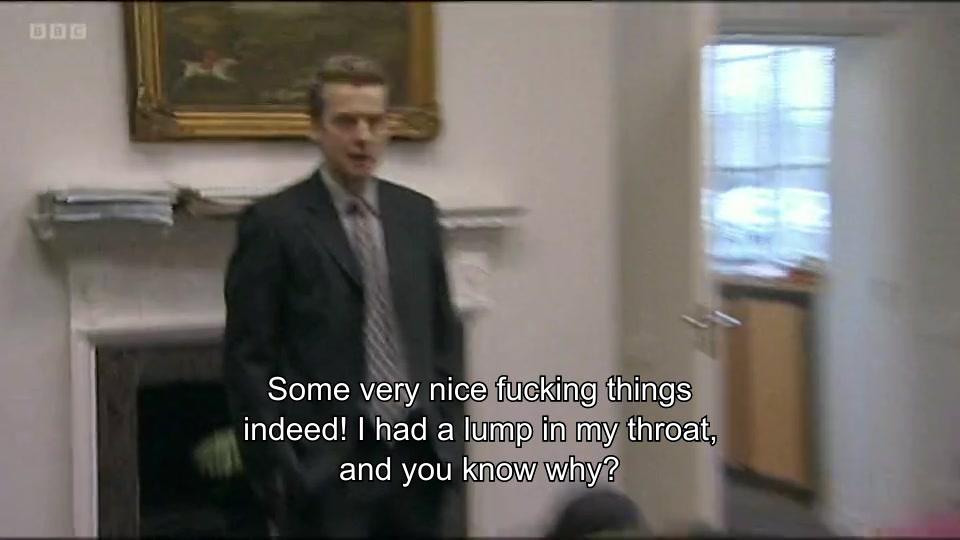 BBC
Some very nice fucking things
indeed! I had a lump in my throat,
and you know why?